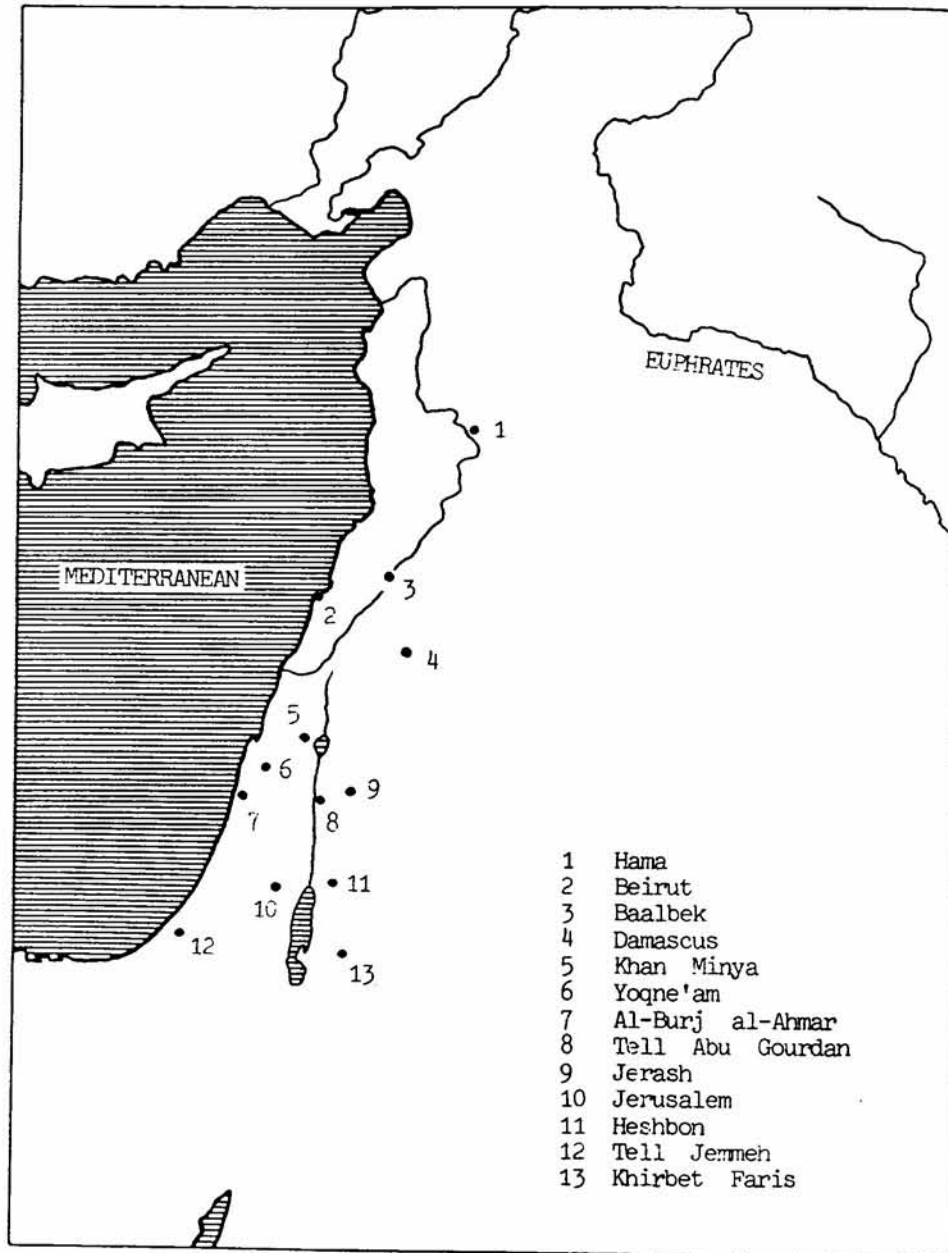 EUPHRATES
1
3
MEDITERRANEAN
2
4
5
6
9
7
8
11
10
12
13
1 Hama
2 Beirut
3 Baalbek
4 Damascus
5 Khan Minya
6 Yoqne'am
7 Al-Burj al-Ahmar
8 Tell Abu Gourdan
9 Jerash
10 Jerusalem
11 Heshbon
12 Tell Jemmeh
13 Khirbet Faris